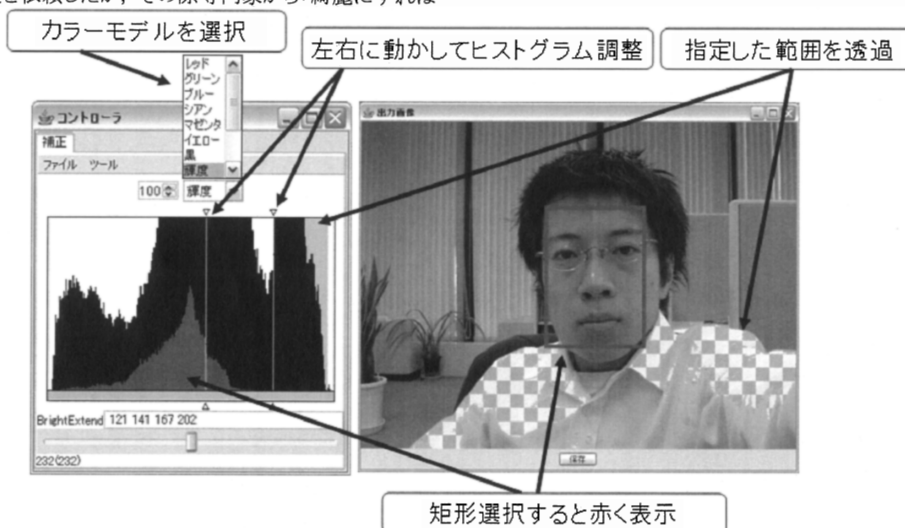 カラーモデルを選択
左右に動かしてヒストグラム調整
指定した範囲を透過
レッド
グリーン
ブルー
シアン
マゼンタ
イエロー
黒
輝度
コントローラ
補正
ファイル ツール
100 輝度
BrightExtend 121 141 167 202
232(232)
出力画像
保存
矩形選択すると赤く表示